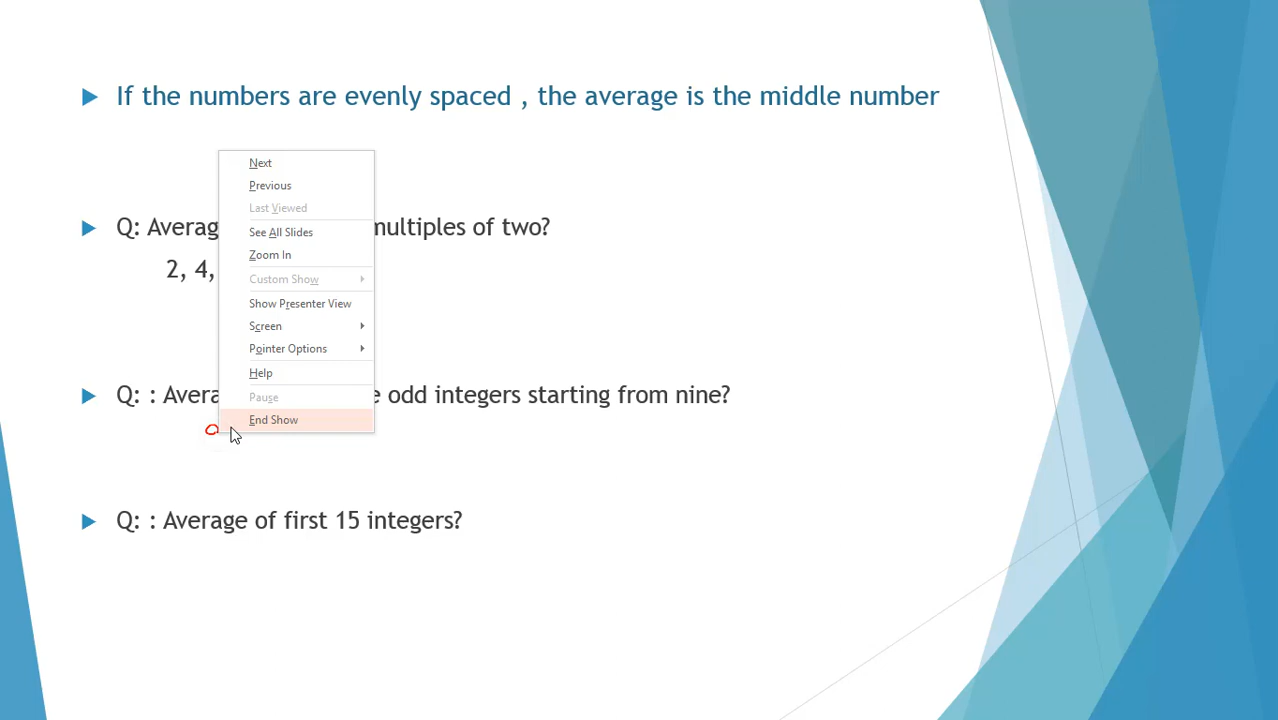 If the numbers are evenly spaced , the average is the middle number
Next
Previous
Last Viewed
Q: multiples of two?
See All Slides
Zoom In
2, 4,
Custom Show
Show Presenter View
Screen
Pointer Options
Help
Q: : odd integers starting from nine?
Pause
End Show
Q: : Average of first 15 integers?